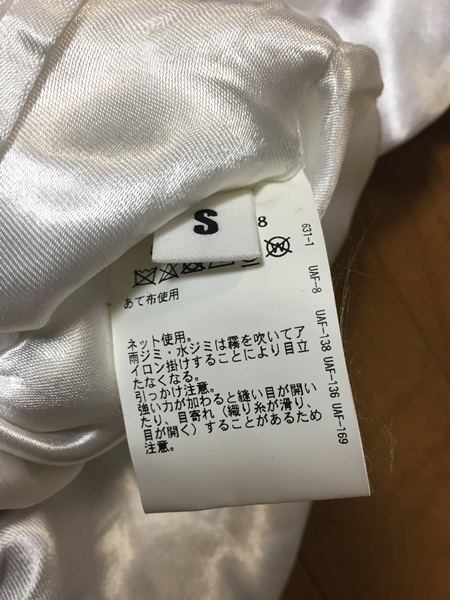 S
8
あて布使用
ネット使用。
雨ジミ・水ジミは霧を吹いてア
イロン掛けすることにより目立
たなくなる。
引っかけ注意。
強い力が加わると縫い目が開い
たり、目寄れ（織り糸が滑り、
目が開く）することがあるため
注意。
631-1 UAF-8 UAF-138 UAF-136 UAF-169